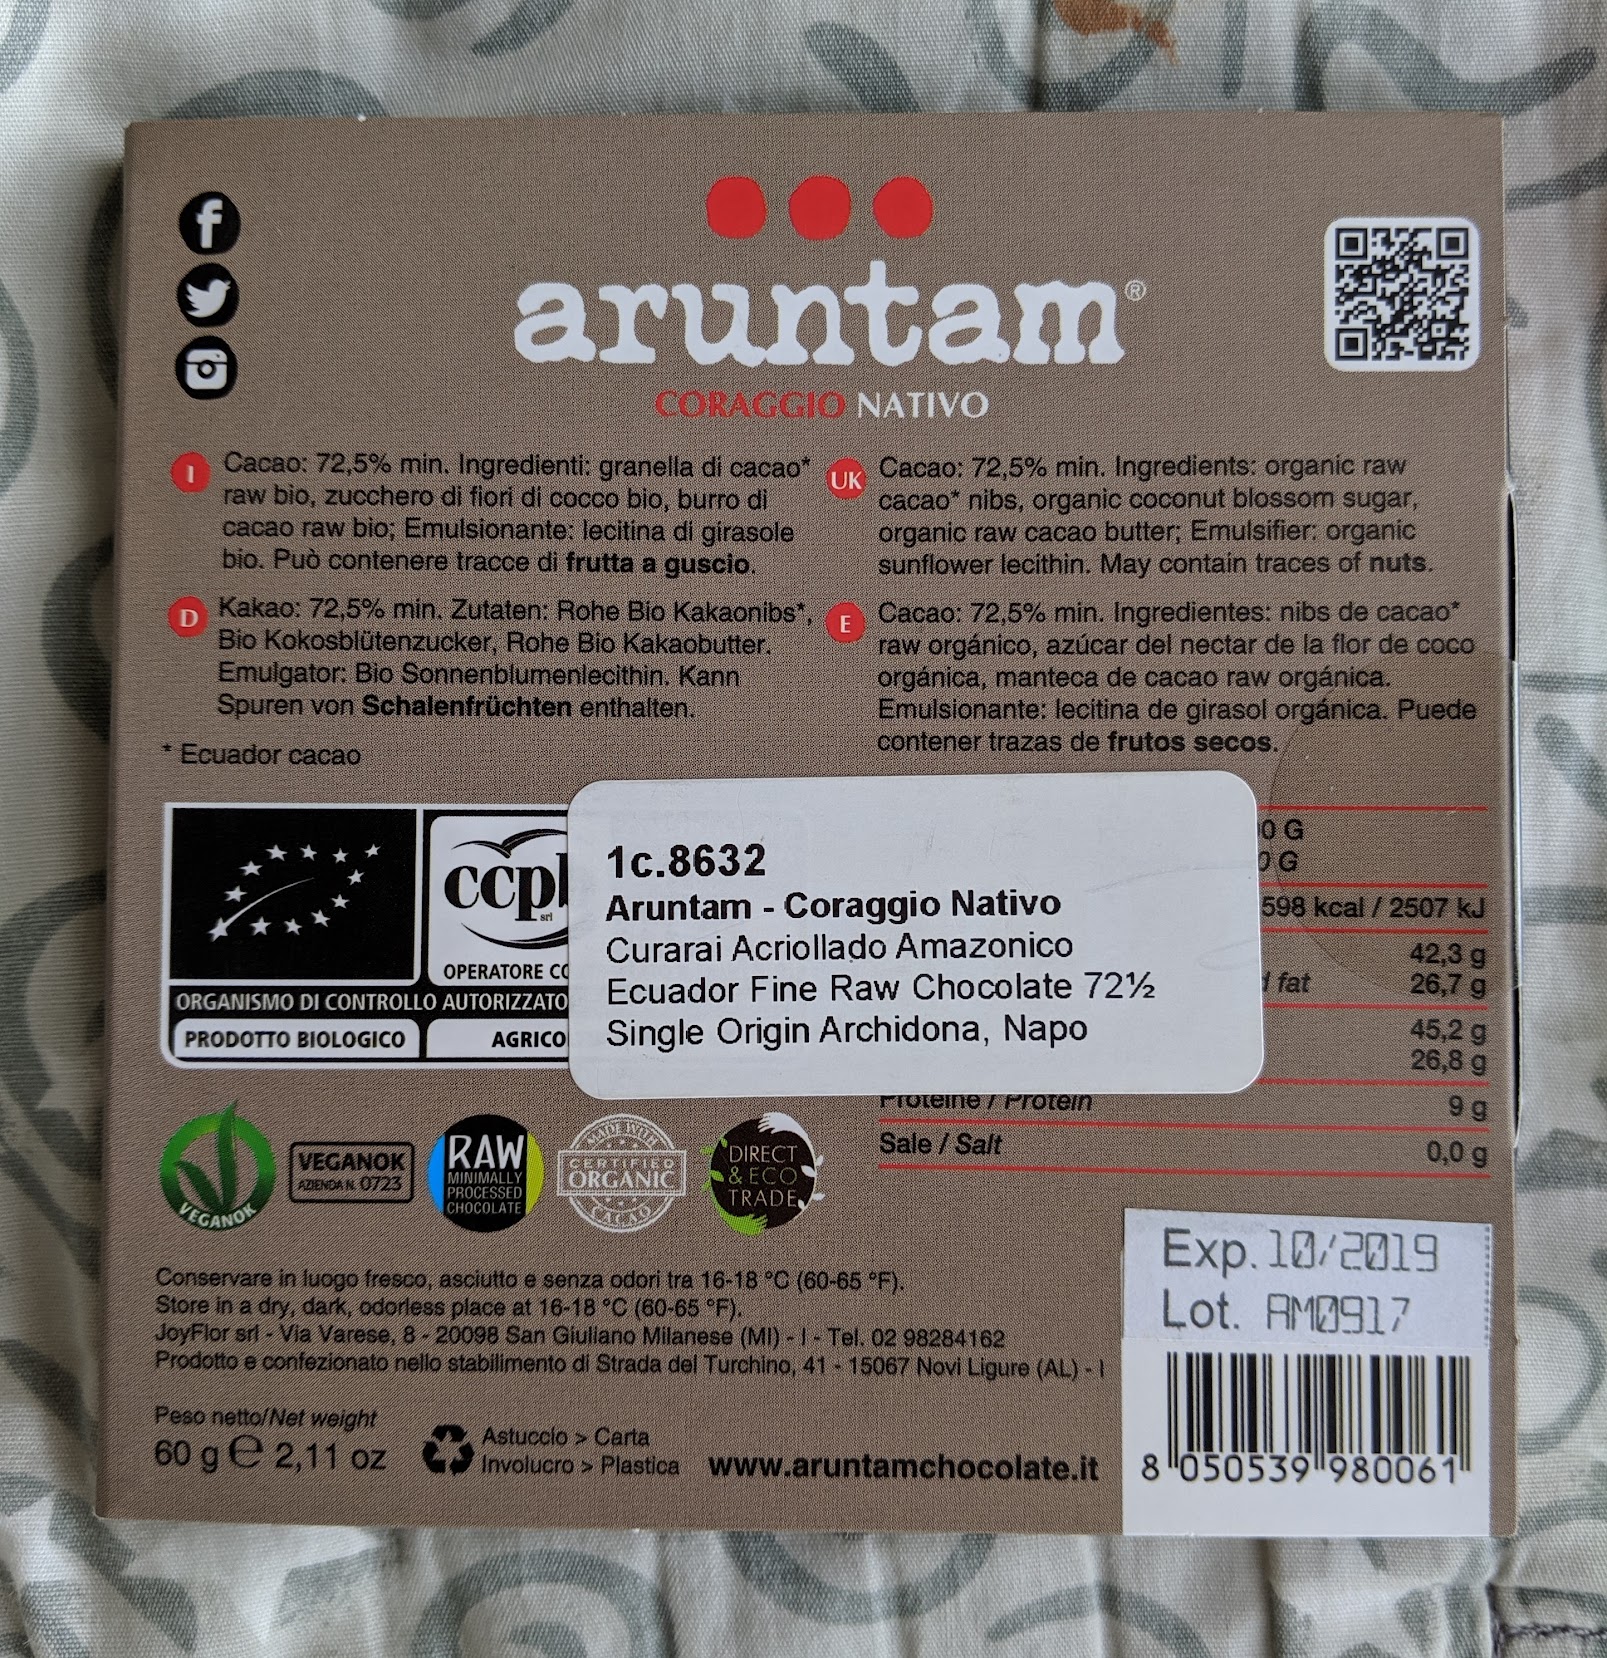 aruntam®
CORAGGIO NATIVO
I Cacao: 72,5% min. Ingredienti: granella di cacao*
raw bio, zucchero di fiori di cocco bio, burro di
cacao raw bio; Emulsionante: lecitina di girasole
bio. Può contenere tracce di frutta a guscio.
UK Cacao: 72,5% min. Ingredients: organic raw
cacao* nibs, organic coconut blossom sugar,
organic raw cacao butter; Emulsifier: organic
sunflower lecithin. May contain traces of nuts.
D Kakao: 72,5% min. Zutaten: Rohe Bio Kakaonibs*,
Bio Kokosblütenzucker, Rohe Bio Kakaobutter.
Emulgator: Bio Sonnenblumenlecithin. Kann
Spuren von Schalenfrüchten enthalten.
E Cacao: 72,5% min. Ingredientes: nibs de cacao*
raw orgánico, azúcar del nectar de la flor de coco
orgánica, manteca de cacao raw orgánica.
Emulsionante: lecitina de girasol orgánica. Puede
contener trazas de frutos secos.
* Ecuador cacao
srl
OPERATORE
ORGANISMO DI CONTROLLO AUTORIZZATO
PRODOTTO BIOLOGICO
1c.8632
Aruntam - Coraggio Nativo
Curarai Acriollado Amazonico
Ecuador Fine Raw Chocolate 72½
Single Origin Archidona, Napo
0 G
0 G
598 kcal / 2507 kJ
42,3 g
fat 26,7 g
45,2 g
26,8 g
Proteine / Protein 9 g
Sale / Salt 0,0 g
VEGANOK
VEGANOK
AZIENDA N. 0723
RAW
MINIMALLY
PROCESSED
CHOCOLATE
MADE WITH
CERTIFIED
ORGANIC
CACAO
DIRECT
& ECO
TRADE
Exp. 10/2019
Lot. AM0917
Conservare in luogo fresco, asciutto e senza odori tra 16-18 °C (60-65 °F).
Store in a dry, dark, odorless place at 16-18 °C (60-65 °F).
JoyFlor srl - Via Varese, 8 - 20098 San Giuliano Milanese (MI) - I - Tel. 02 98284162
Prodotto e confezionato nello stabilimento di Strada del Turchino, 41 - 15067 Novi Ligure (AL) - I
Peso netto/Net weight
60 g e 2,11 oz
Astuccio > Carta
Involucro > Plastica
www.aruntamchocolate.it
8 050539 980061